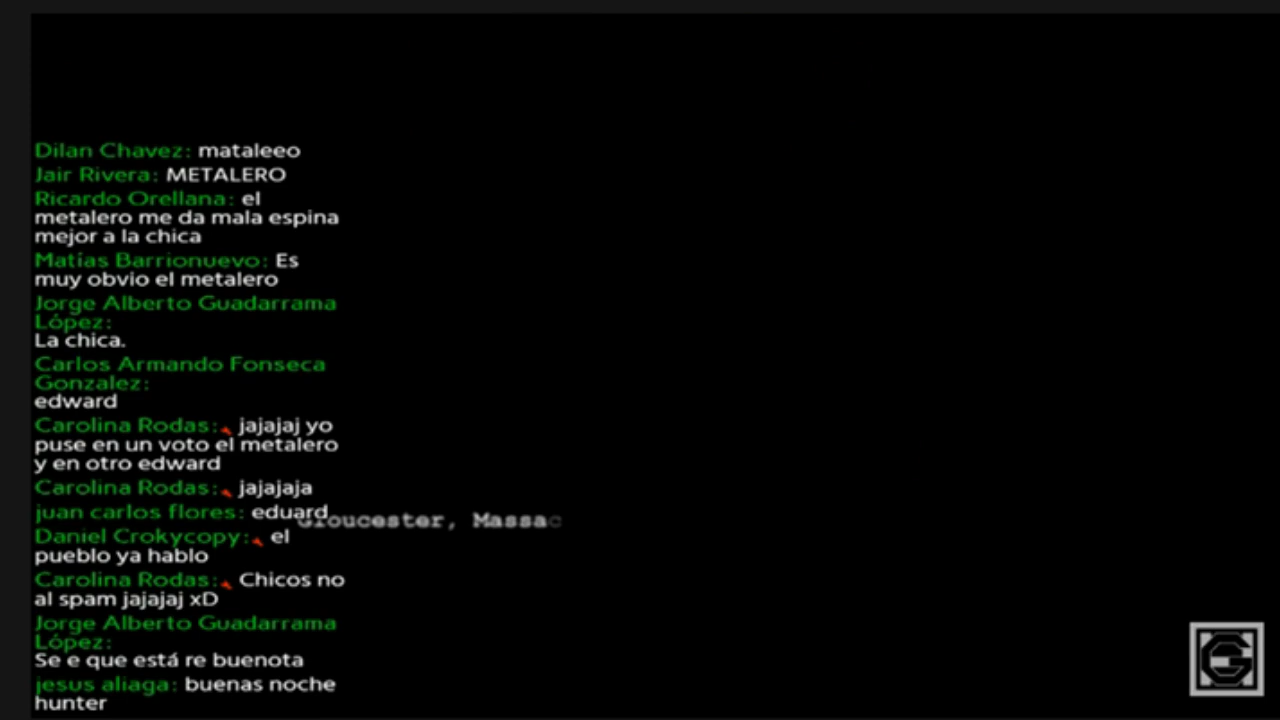 Dilan Chavez: mataleeo
Jair Rivera: METALERO
Ricardo Orellana: el
metalero me da mala espina
mejor a la chica
Matías Barrionuevo: Es
muy obvio el metalero
Jorge Alberto Guadarrama
López:
La chica.
Carlos Armando Fonseca
Gonzalez:
edward
Carolina Rodas: jajajaj yo
puse en un voto el metalero
y en otro edward
Carolina Rodas: jajajaja
juan carlos flores: eduard
Gloucester, Massac
Daniel Crokycopy: el
pueblo ya hablo
Carolina Rodas: Chicos no
al spam jajajaj xD
Jorge Alberto Guadarrama
López:
Se e que está re buenota
jesus aliaga: buenas noche
hunter
G